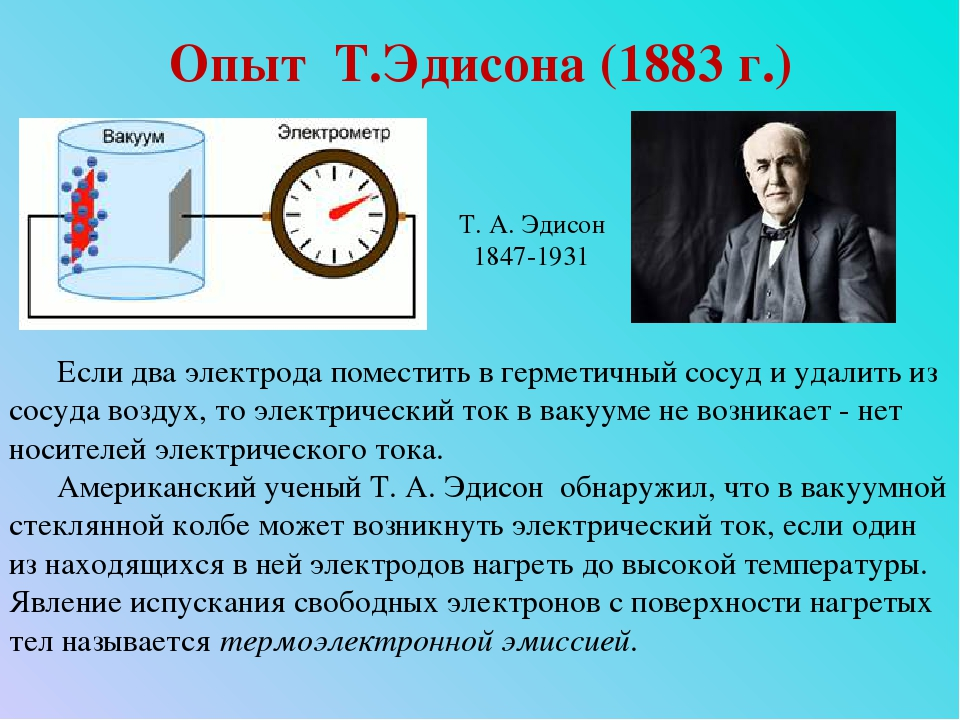 Опыт Т.Эдисона (1883 г.)
Вакуум
Электрометр
Т. А. Эдисон
1847-1931
Если два электрода поместить в герметичный сосуд и удалить из
сосуда воздух, то электрический ток в вакууме не возникает - нет
носителей электрического тока.
Американский ученый Т. А. Эдисон обнаружил, что в вакуумной
стеклянной колбе может возникнуть электрический ток, если один
из находящихся в ней электродов нагреть до высокой температуры.
Явление испускания свободных электронов с поверхности нагретых
тел называется термоэлектронной эмиссией.